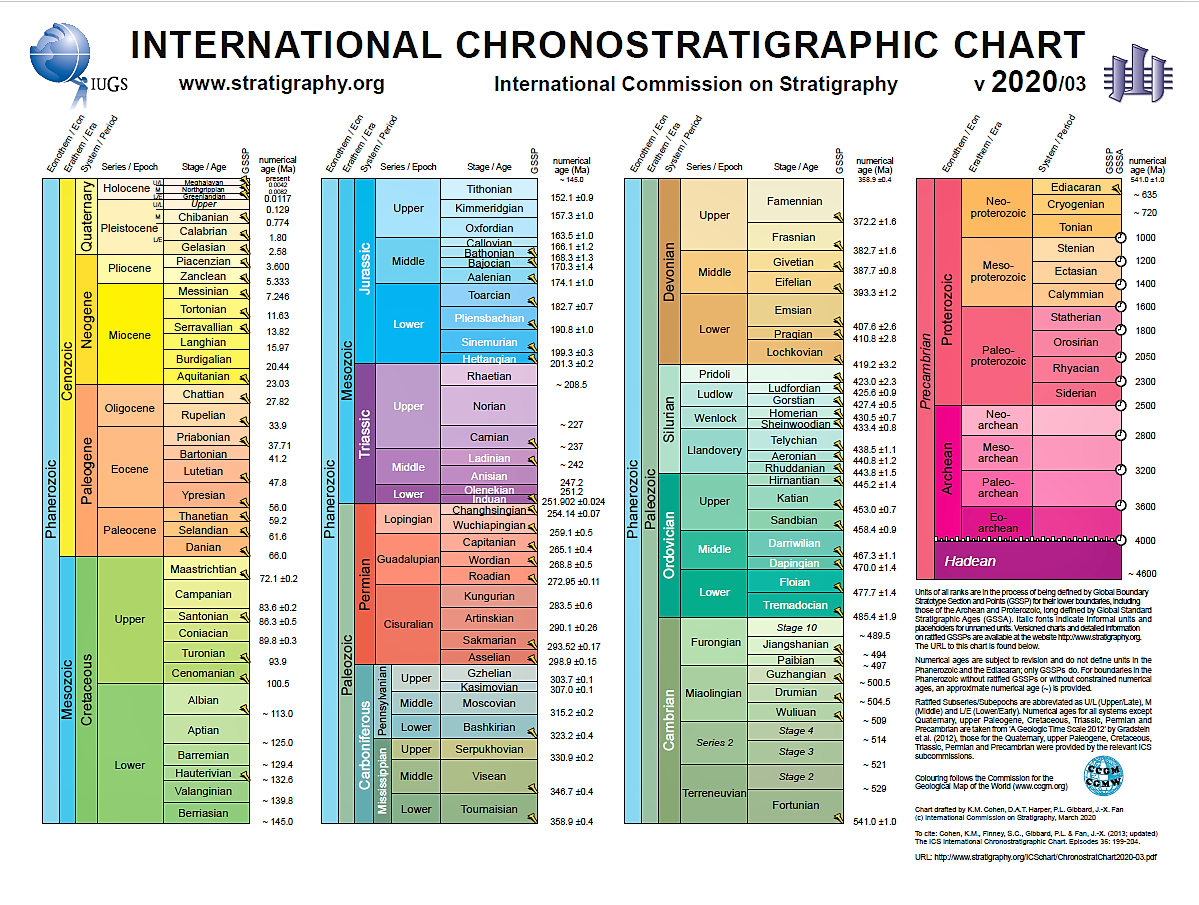 INTERNATIONAL CHRONOSTRATIGRAPHIC CHART
IUGS
www.stratigraphy.org
International Commission on Stratigraphy
v 2020/03
Eonothem / Eon
Erathem / Era
System / Period
Series / Epoch
Stage / Age
GSSP
numerical
age (Ma)
Phanerozoic
Cenozoic
Quaternary
Holocene
U/L
Meghalayan
present
M
Northgrippian
0.0042
L/E
Greenlandian
0.0082
0.0117
Pleistocene
U/L
Upper
0.129
M
Chibanian
0.774
L/E
Calabrian
1.80
Gelasian
2.58
Neogene
Pliocene
Piacenzian
3.600
Zanclean
5.333
Miocene
Messinian
7.246
Tortonian
11.63
Serravallian
13.82
Langhian
15.97
Burdigalian
20.44
Aquitanian
23.03
Paleogene
Oligocene
Chattian
27.82
Rupelian
33.9
Eocene
Priabonian
37.71
Bartonian
41.2
Lutetian
47.8
Ypresian
56.0
Paleocene
Thanetian
59.2
Selandian
61.6
Danian
66.0
Mesozoic
Cretaceous
Upper
Maastrichtian
72.1 ±0.2
Campanian
83.6 ±0.2
Santonian
86.3 ±0.5
Coniacian
89.8 ±0.3
Turonian
93.9
Cenomanian
100.5
Lower
Albian
~ 113.0
Aptian
~ 125.0
Barremian
~ 129.4
Hauterivian
~ 132.6
Valanginian
~ 139.8
Berriasian
~ 145.0
Eonothem / Eon
Erathem / Era
System / Period
Series / Epoch
Stage / Age
GSSP
numerical
age (Ma)
~ 145.0
Phanerozoic
Mesozoic
Jurassic
Upper
Tithonian
152.1 ±0.9
Kimmeridgian
157.3 ±1.0
Oxfordian
163.5 ±1.0
Middle
Callovian
166.1 ±1.2
Bathonian
168.3 ±1.3
Bajocian
170.3 ±1.4
Aalenian
174.1 ±1.0
Lower
Toarcian
182.7 ±0.7
Pliensbachian
190.8 ±1.0
Sinemurian
199.3 ±0.3
Hettangian
201.3 ±0.2
Triassic
Upper
Rhaetian
~ 208.5
Norian
~ 227
Carnian
~ 237
Middle
Ladinian
~ 242
Anisian
247.2
Lower
Olenekian
251.2
Induan
251.902 ±0.024
Paleozoic
Permian
Lopingian
Changhsingian
254.14 ±0.07
Wuchiapingian
259.1 ±0.5
Guadalupian
Capitanian
265.1 ±0.4
Wordian
268.8 ±0.5
Roadian
272.95 ±0.11
Cisuralian
Kungurian
283.5 ±0.6
Artinskian
290.1 ±0.26
Sakmarian
293.52 ±0.17
Asselian
298.9 ±0.15
Carboniferous
Pennsylvanian
Upper
Gzhelian
303.7 ±0.1
Kasimovian
307.0 ±0.1
Middle
Moscovian
315.2 ±0.2
Lower
Bashkirian
323.2 ±0.4
Mississippian
Upper
Serpukhovian
330.9 ±0.2
Middle
Visean
346.7 ±0.4
Lower
Tournaisian
358.9 ±0.4
Eonothem / Eon
Erathem / Era
System / Period
Series / Epoch
Stage / Age
GSSP
numerical
age (Ma)
358.9 ±0.4
Phanerozoic
Paleozoic
Devonian
Upper
Famennian
372.2 ±1.6
Frasnian
382.7 ±1.6
Middle
Givetian
387.7 ±0.8
Eifelian
393.3 ±1.2
Lower
Emsian
407.6 ±2.6
Pragian
410.8 ±2.8
Lochkovian
419.2 ±3.2
Silurian
Pridoli
423.0 ±2.3
Ludlow
Ludfordian
425.6 ±0.9
Gorstian
427.4 ±0.5
Wenlock
Homerian
430.5 ±0.7
Sheinwoodian
433.4 ±0.8
Llandovery
Telychian
438.5 ±1.1
Aeronian
440.8 ±1.2
Rhuddanian
443.8 ±1.5
Ordovician
Upper
Hirnantian
445.2 ±1.4
Katian
453.0 ±0.7
Sandbian
458.4 ±0.9
Middle
Darriwilian
467.3 ±1.1
Dapingian
470.0 ±1.4
Lower
Floian
477.7 ±1.4
Tremadocian
485.4 ±1.9
Cambrian
Furongian
Stage 10
~ 489.5
Jiangshanian
~ 494
Paibian
~ 497
Miaolingian
Guzhangian
~ 500.5
Drumian
~ 504.5
Wuliuan
~ 509
Series 2
Stage 4
~ 514
Stage 3
~ 521
Terreneuvian
Stage 2
~ 529
Fortunian
541.0 ±1.0
Eonothem / Eon
Erathem / Era
System / Period
GSSP
GSSA
numerical
age (Ma)
541.0 ±1.0
Precambrian
Proterozoic
Neo-
proterozoic
Ediacaran
~ 635
Cryogenian
~ 720
Tonian
1000
Meso-
proterozoic
Stenian
1200
Ectasian
1400
Calymmian
1600
Paleo-
proterozoic
Statherian
1800
Orosirian
2050
Rhyacian
2300
Siderian
2500
Archean
Neo-
archean
2800
Meso-
archean
3200
Paleo-
archean
3600
Eo-
archean
4000
Hadean
~ 4600
Units of all ranks are in the process of being defined by Global Boundary
Stratotype Section and Points (GSSP) for their lower boundaries, including
those of the Archean and Proterozoic, long defined by Global Standard
Stratigraphic Ages (GSSA). Italic fonts indicate informal units and
placeholders for unnamed units. Versioned charts and detailed information
on ratified GSSPs are available at the website http://www.stratigraphy.org.
The URL to this chart is found below.
Numerical ages are subject to revision and do not define units in the
Phanerozoic and the Ediacaran; only GSSPs do. For boundaries in the
Phanerozoic without ratified GSSPs or without constrained numerical
ages, an approximate numerical age (~) is provided.
Ratified Subseries/Subepochs are abbreviated as U/L (Upper/Late), M
(Middle) and L/E (Lower/Early). Numerical ages for all systems except
Quaternary, upper Paleogene, Cretaceous, Triassic, Permian and
Precambrian are taken from 'A Geologic Time Scale 2012' by Gradstein
et al. (2012), those for the Quaternary, upper Paleogene, Cretaceous,
Triassic, Permian and Precambrian were provided by the relevant ICS
subcommissions.
Colouring follows the Commission for the
Geological Map of the World (www.ccgm.org)
CCGM
CGMW
Chart drafted by K.M. Cohen, D.A.T. Harper, P.L. Gibbard, J.-X. Fan
(c) International Commission on Stratigraphy, March 2020
To cite: Cohen, K.M., Finney, S.C., Gibbard, P.L. & Fan, J.-X. (2013; updated)
The ICS International Chronostratigraphic Chart. Episodes 36: 199-204.
URL: http://www.stratigraphy.org/ICSchart/ChronostratChart2020-03.pdf